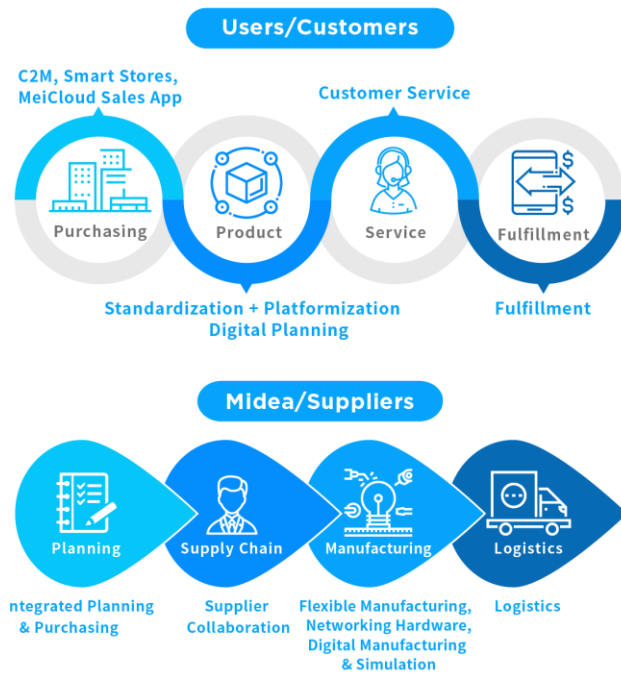 Users/Customers
C2M, Smart Stores,
MeiCloud Sales App
Customer Service
Purchasing
Product
Service
$
$
Fulfillment
Standardization + Platformization
Digital Planning
Fulfillment
Midea/Suppliers
Planning
Supply Chain
Manufacturing
Logistics
ntegrated Planning
& Purchasing
Supplier
Collaboration
Flexible Manufacturing,
Networking Hardware,
Digital Manufacturing
& Simulation
Logistics